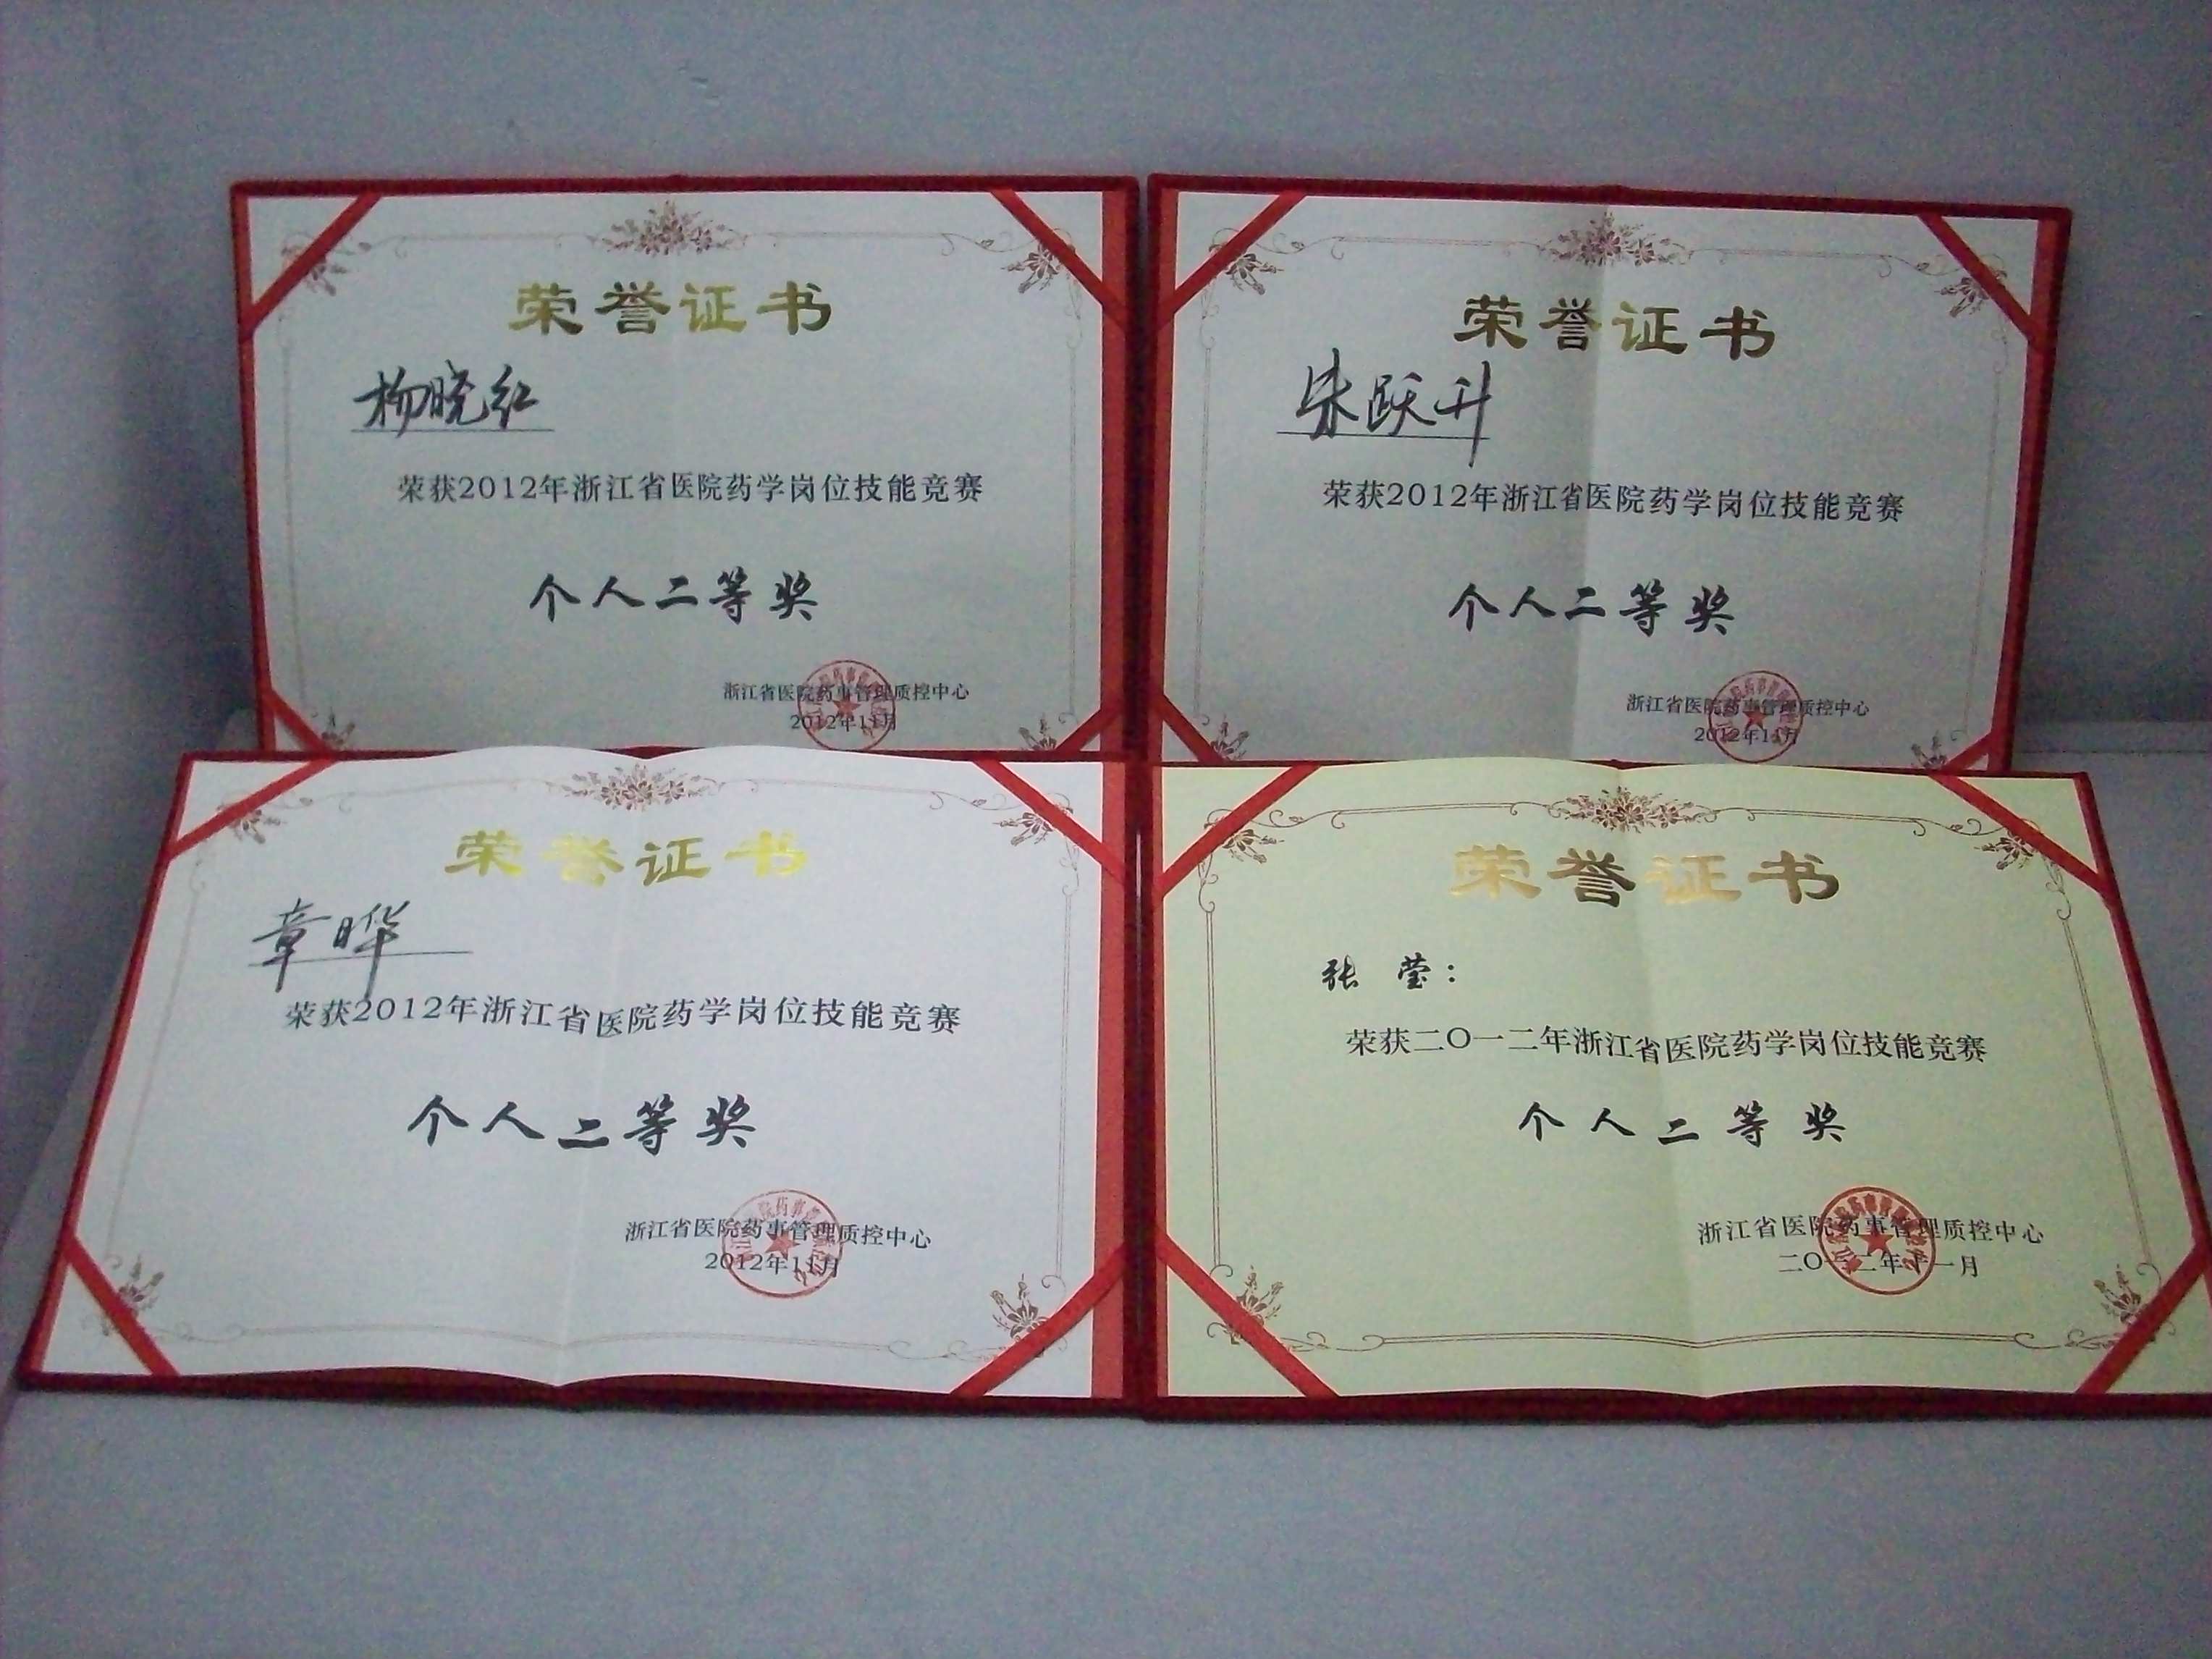 荣誉证书
杨晓红
荣获2012年浙江省医院药学岗位技能竞赛
个人二等奖
浙江省医院药事管理质控中心
2012年11月
荣誉证书
朱跃升
荣获2012年浙江省医院药学岗位技能竞赛
个人二等奖
浙江省医院药事管理质控中心
2012年11月
荣誉证书
章晔
荣获2012年浙江省医院药学岗位技能竞赛
个人二等奖
浙江省医院药事管理质控中心
2012年11月
荣誉证书
张 莹：
荣获二〇一二年浙江省医院药学岗位技能竞赛
个人二等奖
浙江省医院药事管理质控中心
二〇一二年十一月